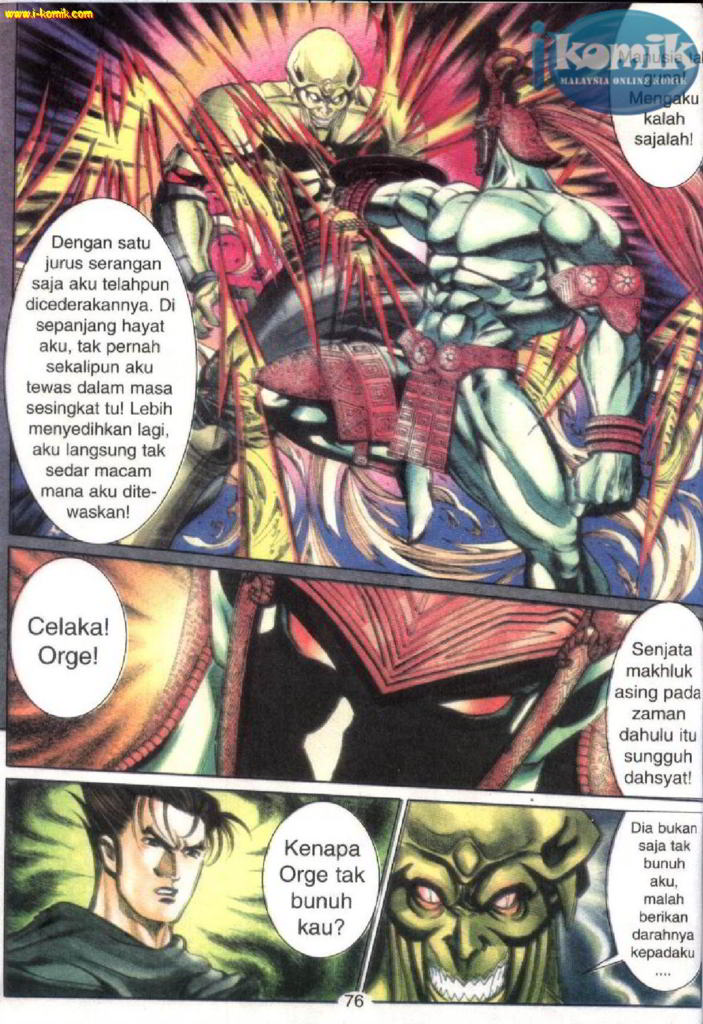 www.i-komik.com
ikomik
MALAYSIA ONLINE KOMIK
Mengaku
kalah
sajalah!
Dengan satu
jurus serangan
saja aku telahpun
dicederakannya. Di
sepanjang hayat
aku, tak pernah
sekalipun aku
tewas dalam masa
sesingkat tu! Lebih
menyedihkan lagi,
aku langsung tak
sedar macam
mana aku dite-
waskan!
Celaka!
Orge!
Senjata
makhluk
asing pada
zaman
dahulu itu
sungguh
dahsyat!
Kenapa
Orge tak
bunuh
kau?
Dia bukan
saja tak
bunuh
aku,
malah
berikan
darahnya
kepadaku
....
76